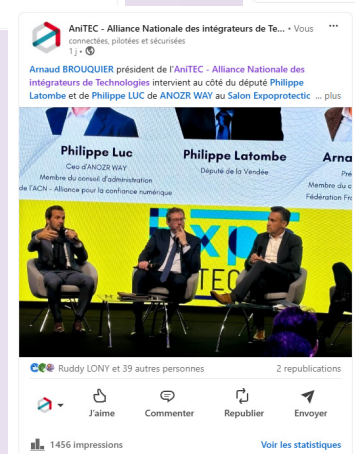 AniTEC - Alliance Nationale des intégrateurs de Te... • Vous
connectées, pilotées et sécurisées
1 j •
Arnaud BROUQUIER président de l'AniTEC - Alliance Nationale des
intégrateurs de Technologies intervient au côté du député Philippe
Latombe et de Philippe LUC de ANOZR WAY au Salon Expoprotectic ... plus
Philippe Luc
Ceo d'ANOZR WAY
Membre du conseil d'administration
de l'ACN - Alliance pour la confiance numérique
Philippe Latombe
Député de la Vendée
Arna
Pré
Membre du c
Fédération Fra
Exp
TEC
Ruddy LONY et 39 autres personnes
2 republications
J'aime
Commenter
Republier
Envoyer
1456 impressions
Voir les statistiques